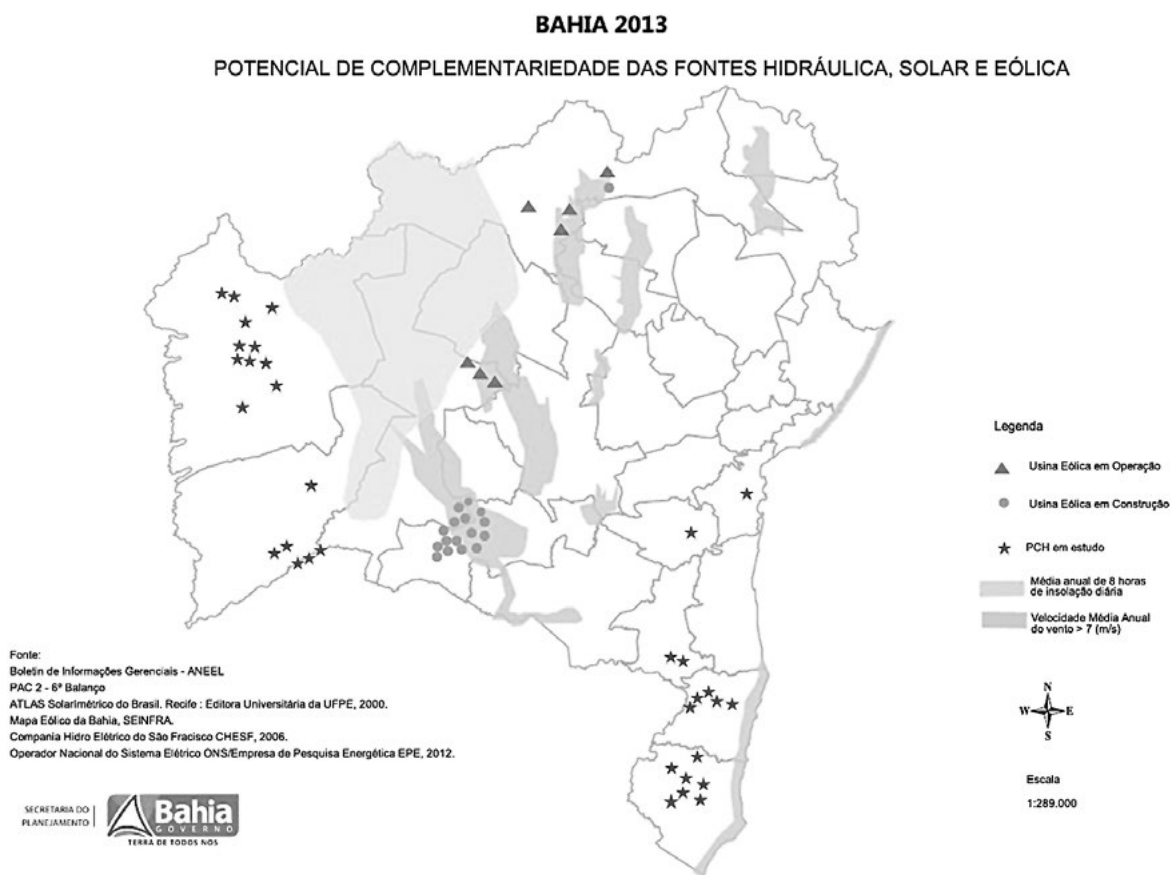 BAHIA 2013
POTENCIAL DE COMPLEMENTARIEDADE DAS FONTES HIDRÁULICA, SOLAR E EÓLICA
Legenda
Usina Eólica em Operação
Usina Eólica em Construção
PCH em estudo
Média anual de 8 horas
de insolação diária
Velocidade Média Anual
do vento > 7 (m/s)
N
W E
S
Escala
1:289.000
Fonte:
Boletin de Informações Gerenciais - ANEEL
PAC 2 - 6º Balanço
ATLAS Solarimétrico do Brasil. Recife : Editora Universitária da UFPE, 2000.
Mapa Eólico da Bahia, SEINFRA.
Compania Hidro Elétrico do São Fracisco CHESF, 2006.
Operador Nacional do Sistema Elétrico ONS/Empresa de Pesquisa Energética EPE, 2012.
SECRETARIA DO
PLANEJAMENTO
Bahia
GOVERNO
TERRA DE TODOS NÓS